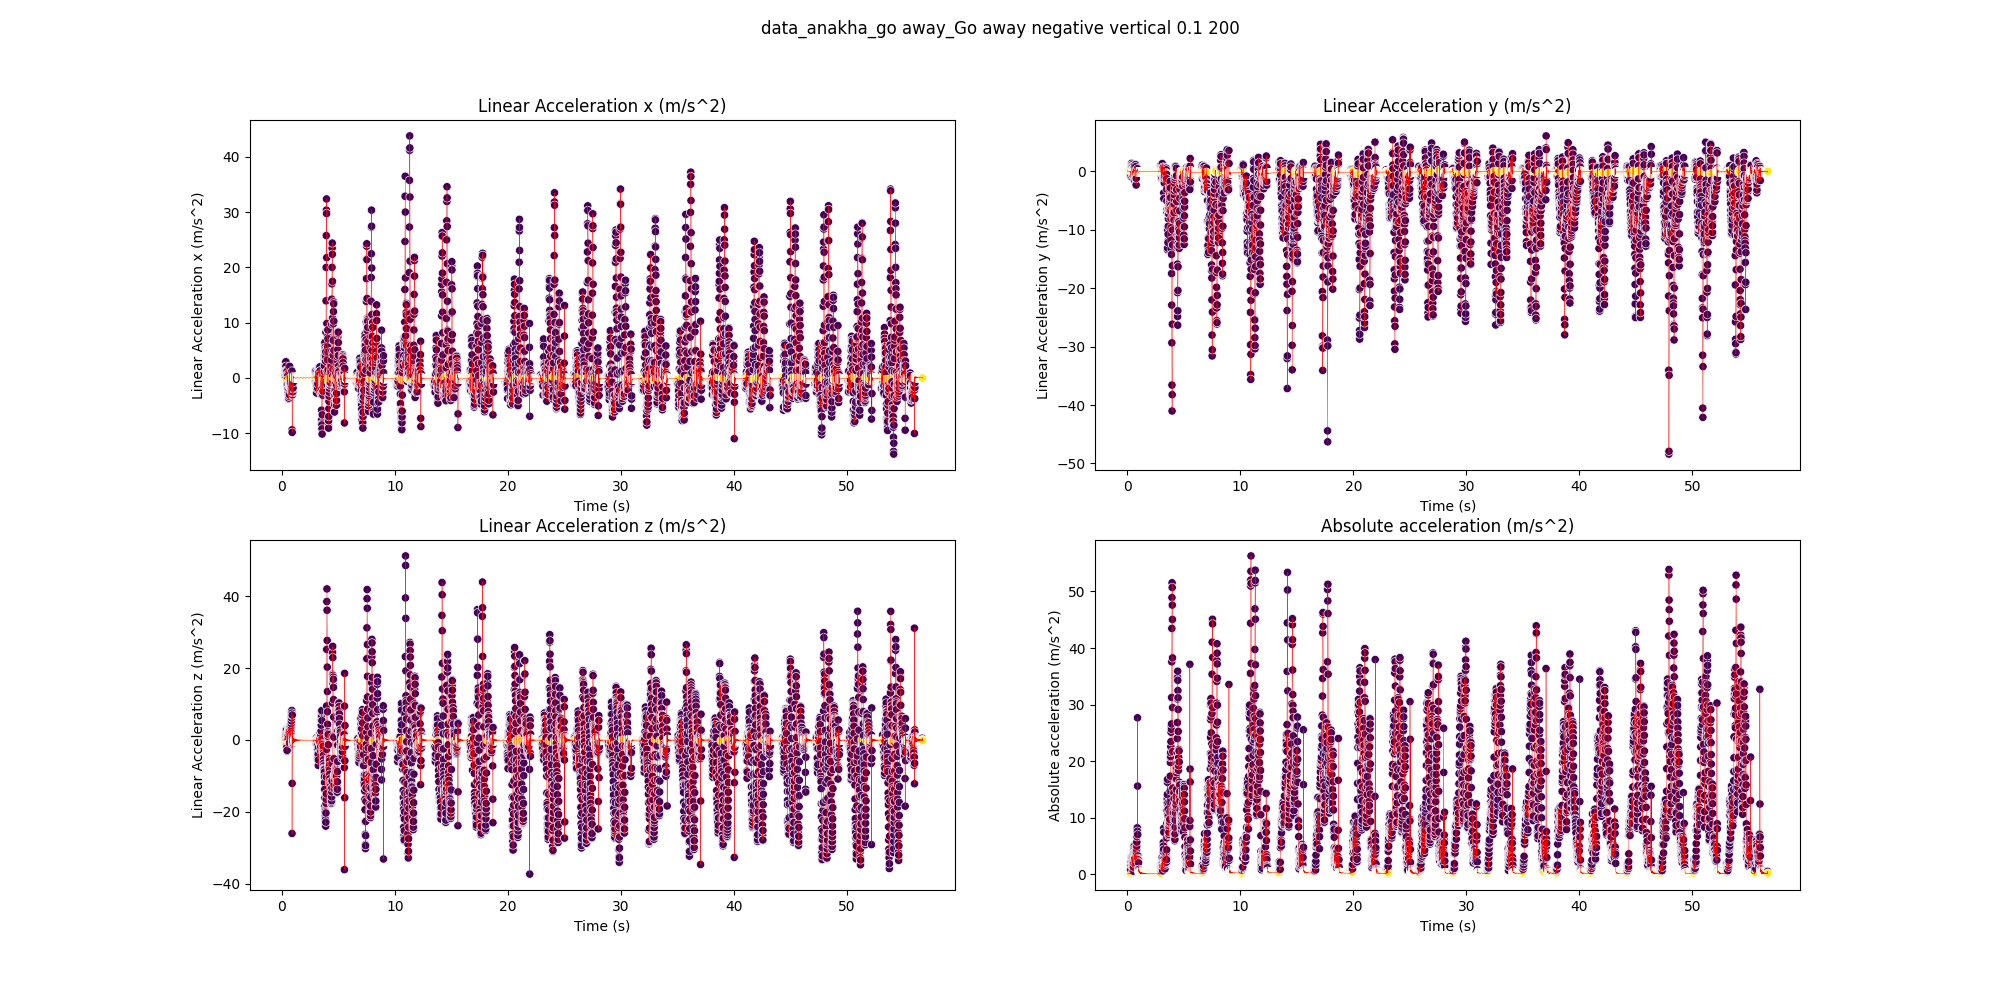 data_anakha_go away_Go away negative vertical 0.1 200
Linear Acceleration x (m/s^2)
Linear Acceleration x (m/s^2)
40
30
20
10
0
−10
0 10 20 30 40 50
Time (s)
Linear Acceleration y (m/s^2)
Linear Acceleration y (m/s^2)
0
−10
−20
−30
−40
−50
0 10 20 30 40 50
Time (s)
Linear Acceleration z (m/s^2)
Linear Acceleration z (m/s^2)
40
20
0
−20
−40
0 10 20 30 40 50
Time (s)
Absolute acceleration (m/s^2)
Absolute acceleration (m/s^2)
50
40
30
20
10
0
0 10 20 30 40 50
Time (s)